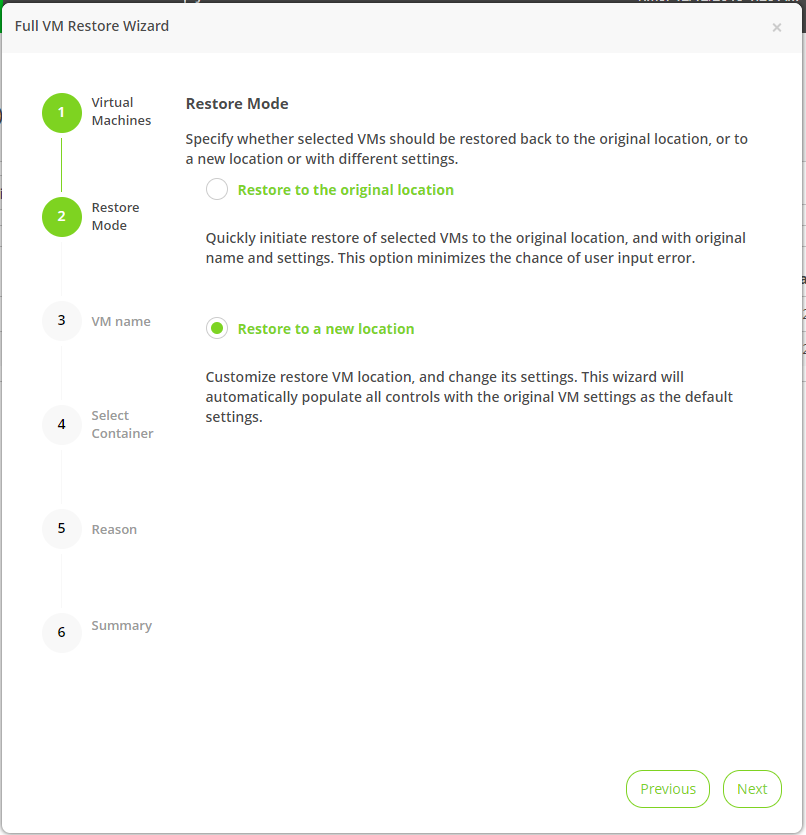 Full VM Restore Wizard
×
1
Virtual
Machines
2
Restore
Mode
3
VM name
4
Select
Container
5
Reason
6
Summary
Restore Mode
Specify whether selected VMs should be restored back to the original location, or to
a new location or with different settings.
Restore to the original location
Quickly initiate restore of selected VMs to the original location, and with original
name and settings. This option minimizes the chance of user input error.
Restore to a new location
Customize restore VM location, and change its settings. This wizard will
automatically populate all controls with the original VM settings as the default
settings.
Previous
Next